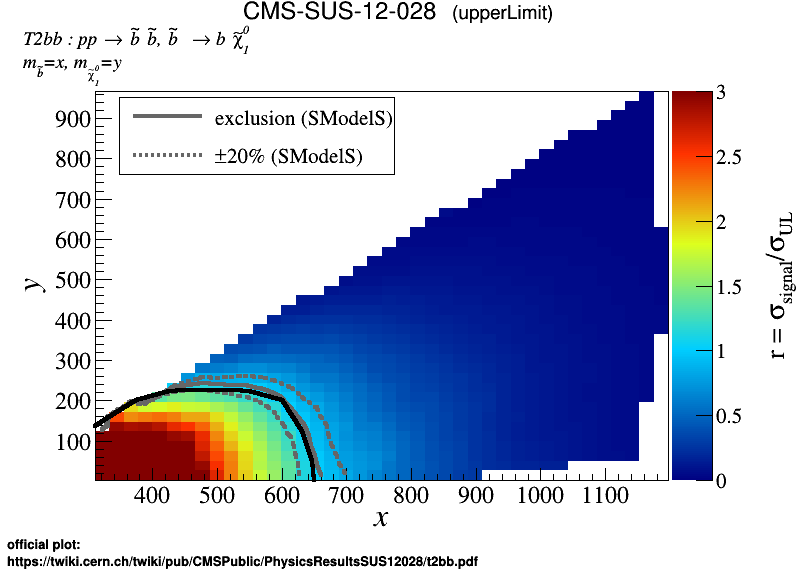 CMS-SUS-12-028 (upperLimit)
T2bb : pp → b̃ b̃, b̃ → b χ̃₁⁰
m_b̃=x, m_χ̃₁⁰=y
exclusion (SModelS)
±20% (SModelS)
900
800
700
600
500
400
300
200
100
y
400 500 600 700 800 900 1000 1100
x
3
2.5
2
1.5
1
0.5
0
r = σ_signal/σ_UL
official plot:
https://twiki.cern.ch/twiki/pub/CMSPublic/PhysicsResultsSUS12028/t2bb.pdf